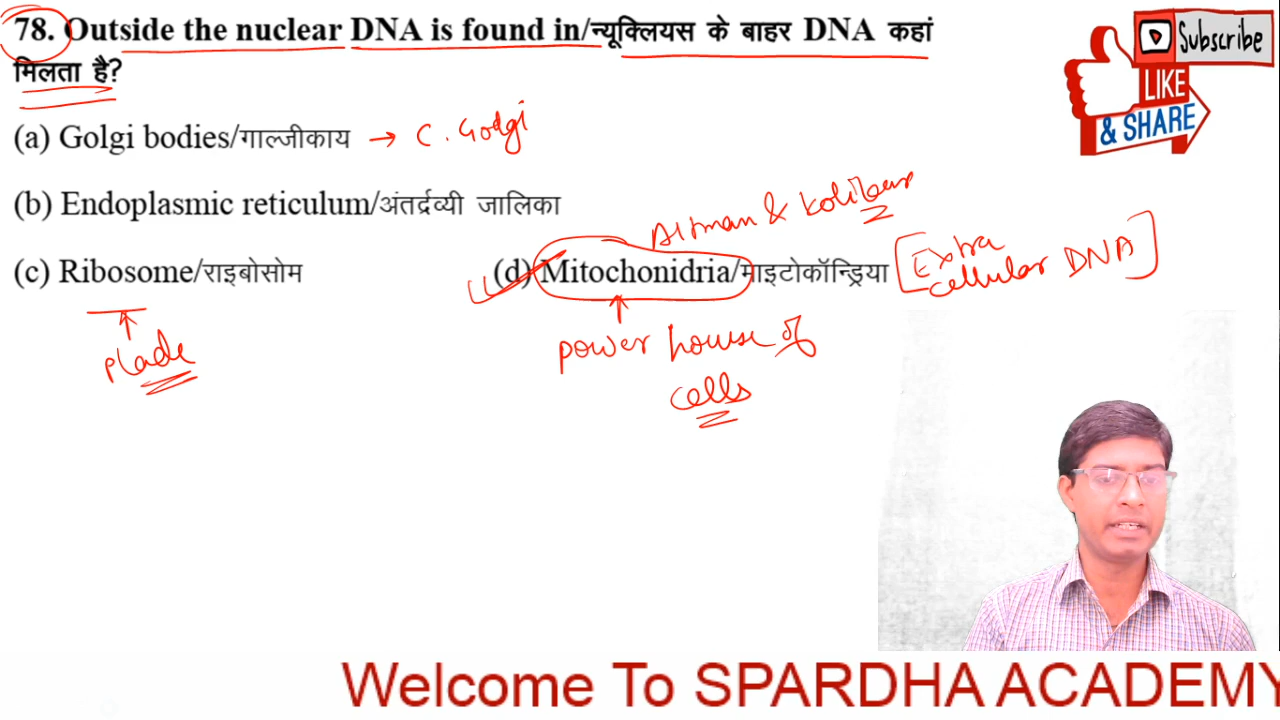 78. Outside the nuclear DNA is found in/न्यूक्लियस के बाहर DNA कहां
मिलता है?
Subscribe
LIKE
& SHARE
(a) Golgi bodies/गाल्जीकाय → C. Golgi
(b) Endoplasmic reticulum/अंतर्द्रव्यी जालिका
Altman &
(c) Ribosome/राइबोसोम (d) Mitochonidria/माइटोकॉन्ड्रिया [Extra
cellular DNA]
Plade
power house of
cells
Welcome To SPARDHA ACADEMY